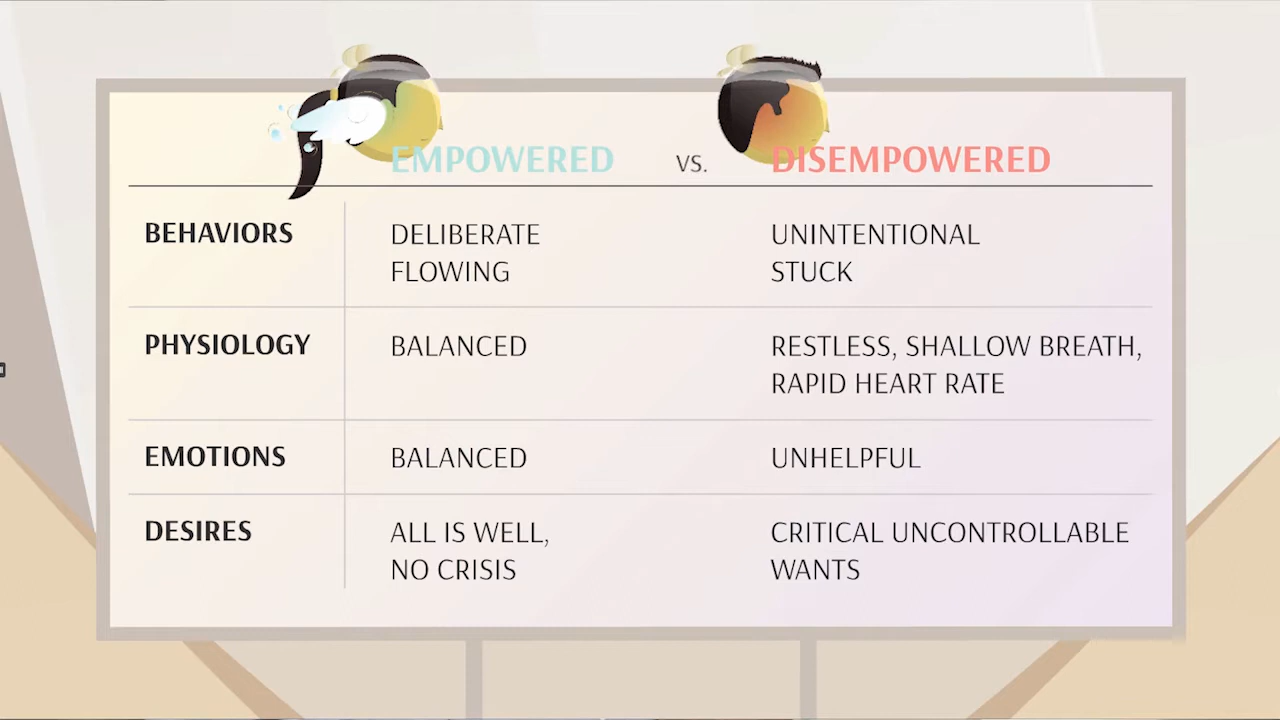 EMPOWERED VS. DISEMPOWERED
BEHAVIORS
DELIBERATE
FLOWING
UNINTENTIONAL
STUCK
PHYSIOLOGY
BALANCED
RESTLESS, SHALLOW BREATH,
RAPID HEART RATE
EMOTIONS
BALANCED
UNHELPFUL
DESIRES
ALL IS WELL,
NO CRISIS
CRITICAL UNCONTROLLABLE
WANTS